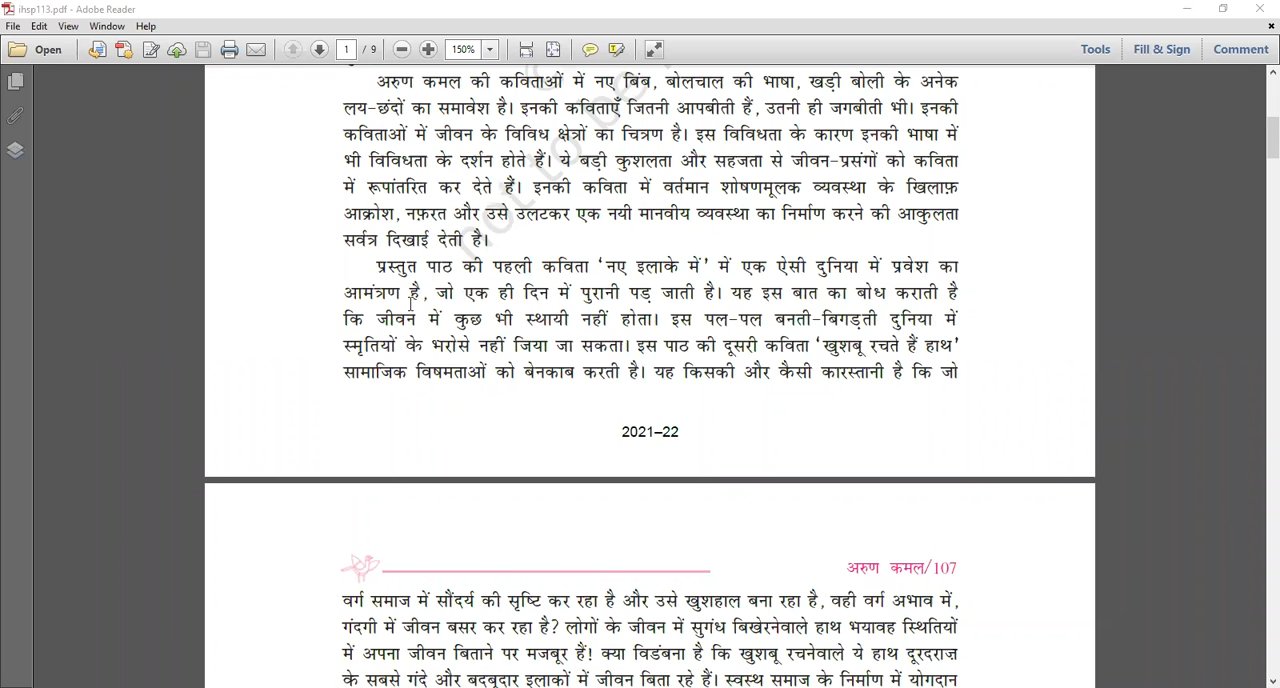 ihsp113.pdf - Adobe Reader
File Edit View Window Help
Open 1 / 9 150% Tools Fill & Sign Comment
अरुण कमल की कविताओं में नए बिंब, बोलचाल की भाषा, खड़ी बोली के अनेक
लय-छंदों का समावेश है। इनकी कविताएँ जितनी आपबीती हैं, उतनी ही जगबीती भी। इनकी
कविताओं में जीवन के विविध क्षेत्रों का चित्रण है। इस विविधता के कारण इनकी भाषा में
भी विविधता के दर्शन होते हैं। ये बड़ी कुशलता और सहजता से जीवन-प्रसंगों को कविता
में रूपांतरित कर देते हैं। इनकी कविता में वर्तमान शोषणमूलक व्यवस्था के खिलाफ़
आक्रोश, नफ़रत और उसे उलटकर एक नयी मानवीय व्यवस्था का निर्माण करने की आकुलता
सर्वत्र दिखाई देती है।
प्रस्तुत पाठ की पहली कविता ‘नए इलाके में’ में एक ऐसी दुनिया में प्रवेश का
आमंत्रण है, जो एक ही दिन में पुरानी पड़ जाती है। यह इस बात का बोध कराती है
कि जीवन में कुछ भी स्थायी नहीं होता। इस पल-पल बनती-बिगड़ती दुनिया में
स्मृतियों के भरोसे नहीं जिया जा सकता। इस पाठ की दूसरी कविता ‘खुशबू रचते हैं हाथ’
सामाजिक विषमताओं को बेनकाब करती है। यह किसकी और कैसी कारस्तानी है कि जो
2021–22
not to be
अरुण कमल/107
वर्ग समाज में सौंदर्य की सृष्टि कर रहा है और उसे खुशहाल बना रहा है, वही वर्ग अभाव में,
गंदगी में जीवन बसर कर रहा है? लोगों के जीवन में सुगंध बिखेरनेवाले हाथ भयावह स्थितियों
में अपना जीवन बिताने पर मजबूर हैं! क्या विडंबना है कि खुशबू रचनेवाले ये हाथ दूरदराज़
के सबसे गंदे और बदबूदार इलाकों में जीवन बिता रहे हैं। स्वस्थ समाज के निर्माण में योगदान